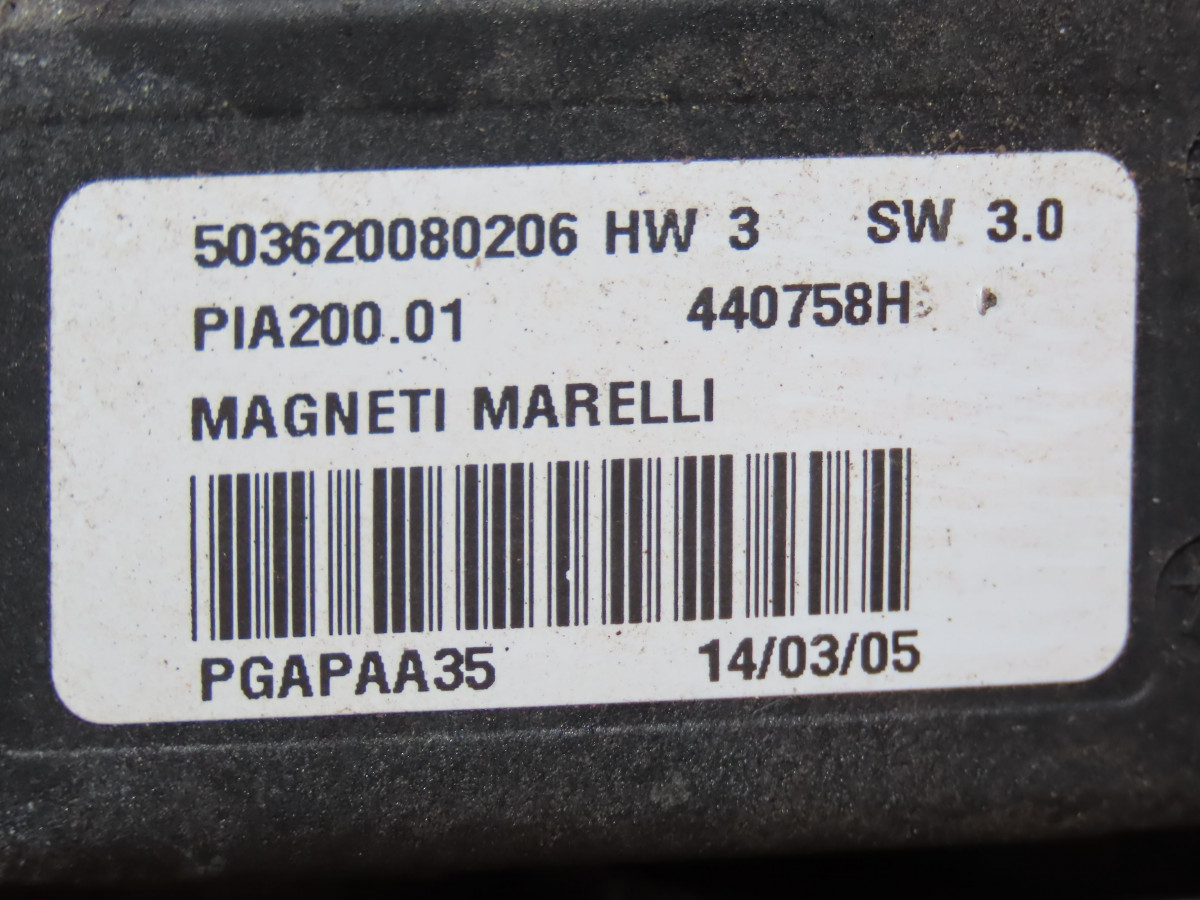 503620080206 HW 3 SW 3.0
PIA200.01 440758H
MAGNETI MARELLI
PGAPAA35 14/03/05